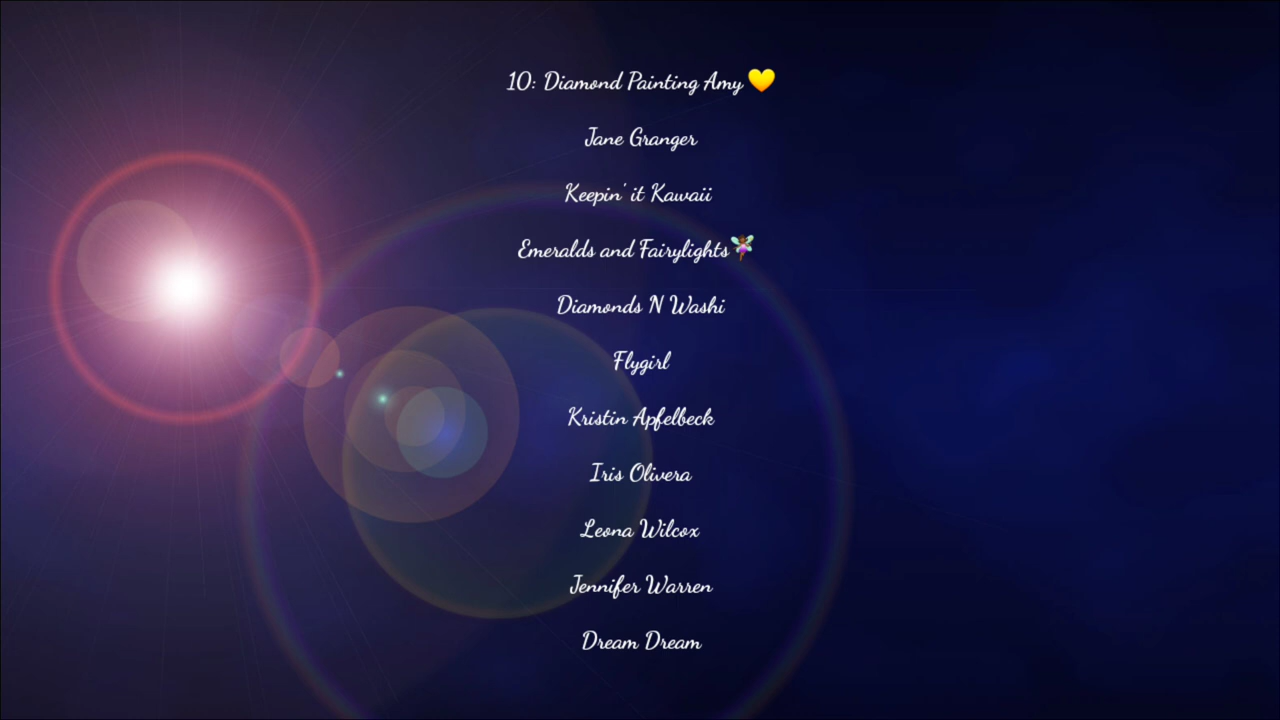 10: Diamond Painting Amy 💛
Jane Granger
Keepin' it Kawaii
Emeralds and Fairylights🧚🏾‍♀️
Diamonds N Washi
Flygirl
Kristin Apfelbeck
Iris Olivera
Leona Wilcox
Jennifer Warren
Dream Dream